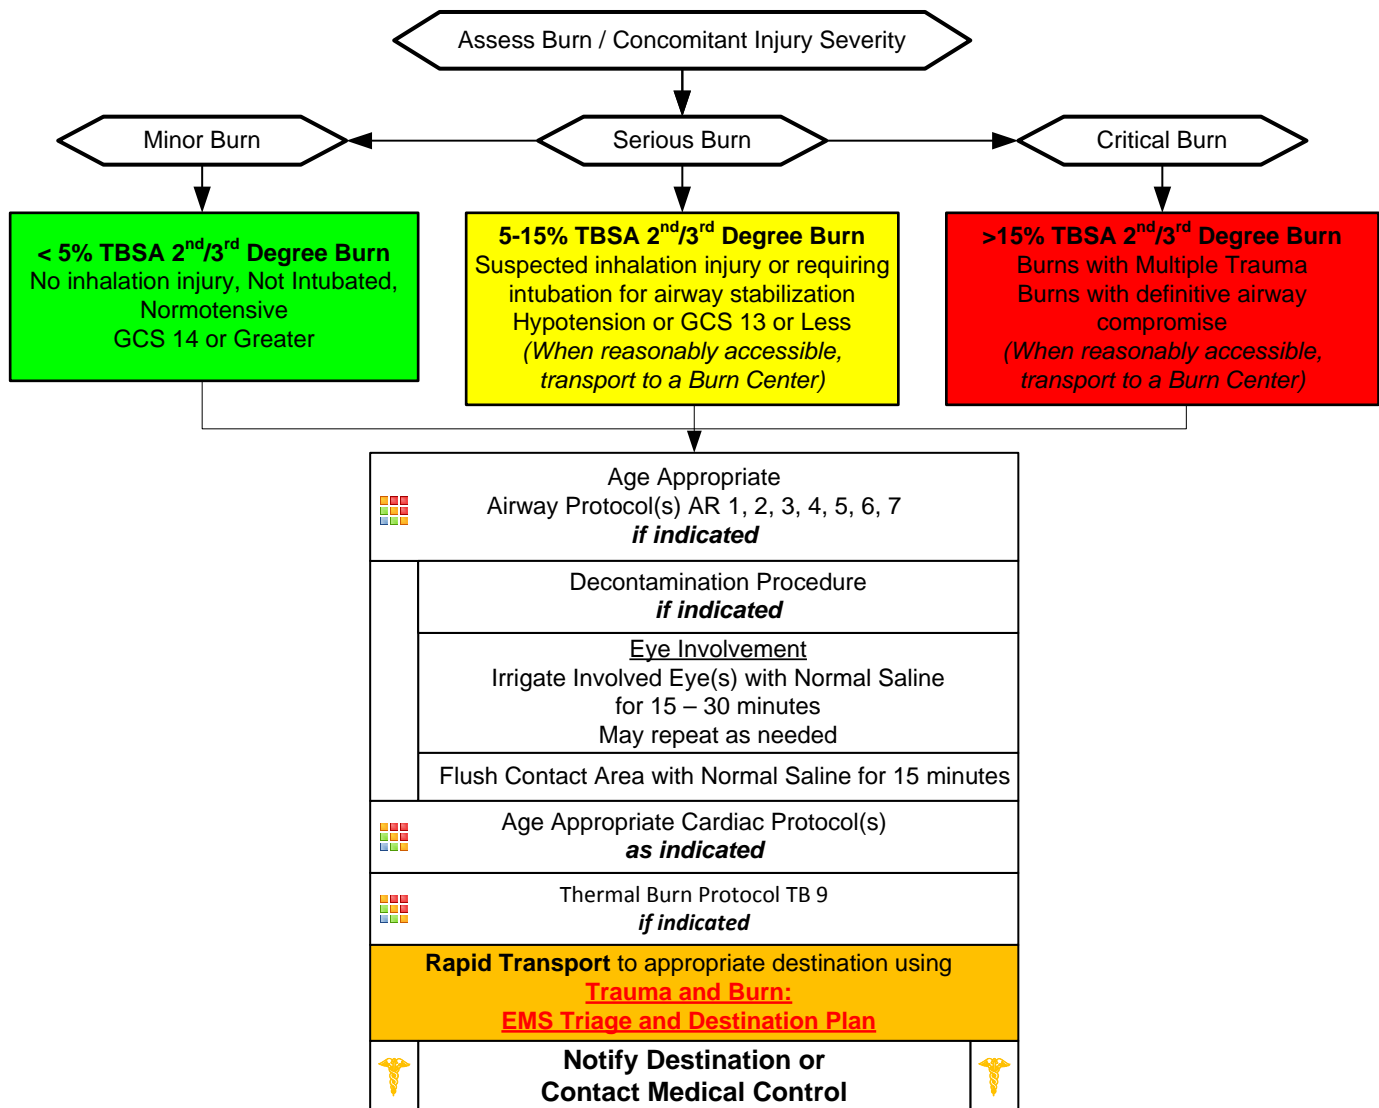 Assess Burn / Concomitant Injury Severity
Minor Burn
Serious Burn
Critical Burn
< 5% TBSA 2nd/3rd Degree Burn
No inhalation injury, Not Intubated,
Normotensive
GCS 14 or Greater
5-15% TBSA 2nd/3rd Degree Burn
Suspected inhalation injury or requiring
intubation for airway stabilization
Hypotension or GCS 13 or Less
(When reasonably accessible,
transport to a Burn Center)
>15% TBSA 2nd/3rd Degree Burn
Burns with Multiple Trauma
Burns with definitive airway
compromise
(When reasonably accessible,
transport to a Burn Center)
Age Appropriate
Airway Protocol(s) AR 1, 2, 3, 4, 5, 6, 7
if indicated
Decontamination Procedure
if indicated
Eye Involvement
Irrigate Involved Eye(s) with Normal Saline
for 15 – 30 minutes
May repeat as needed
Flush Contact Area with Normal Saline for 15 minutes
Age Appropriate Cardiac Protocol(s)
as indicated
Thermal Burn Protocol TB 9
if indicated
Rapid Transport to appropriate destination using
Trauma and Burn:
EMS Triage and Destination Plan
Notify Destination or
Contact Medical Control